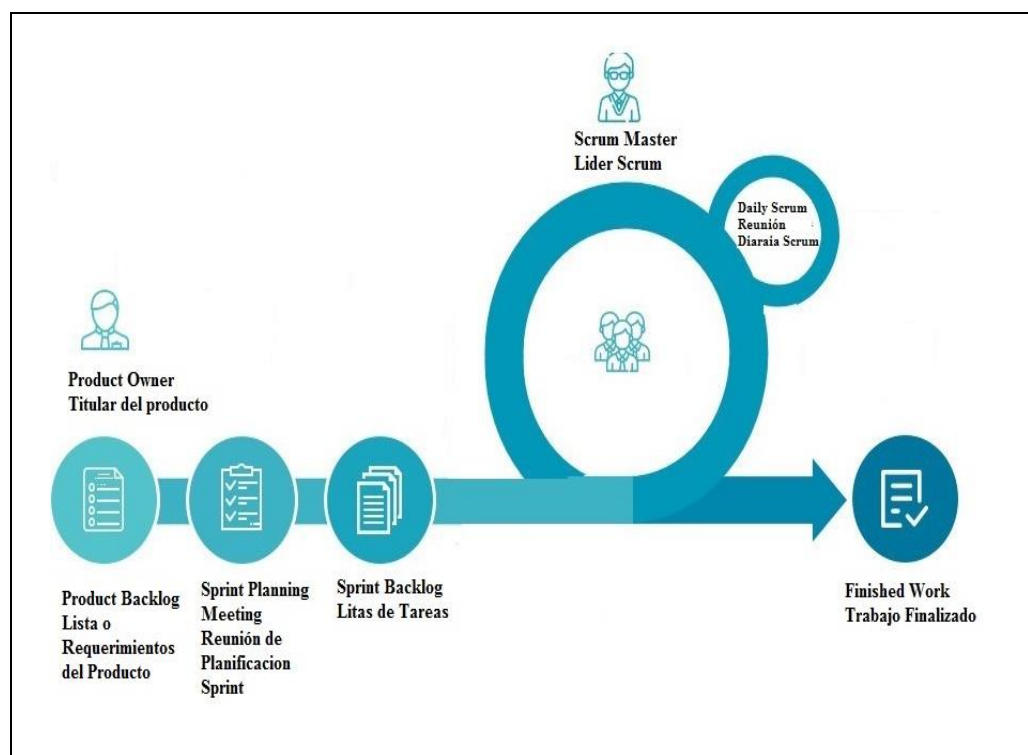 Scrum Master
Lider Scrum
Daily Scrum
Reunión
Diaraia Scrum
Product Owner
Titular del producto
Product Backlog
Lista o
Requerimientos
del Producto
Sprint Planning
Meeting
Reunión de
Planificacion
Sprint
Sprint Backlog
Litas de Tareas
Finished Work
Trabajo Finalizado